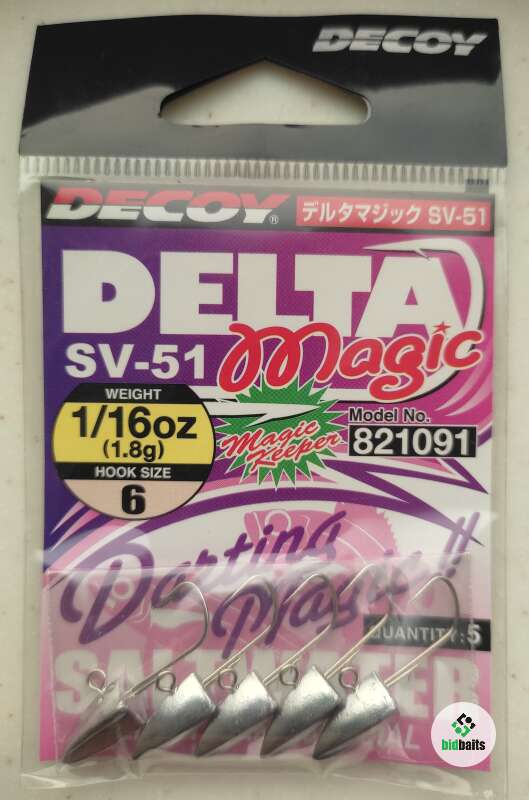 DECOY
DECOY® デルタマジック SV-51
DELTA
SV-51 Magic
WEIGHT
1/16oz
(1.8g)
HOOK SIZE
6
Magic
Keeper
Model No.
821091
Darting
Magic!!
QUANTITY:5
bidbaits